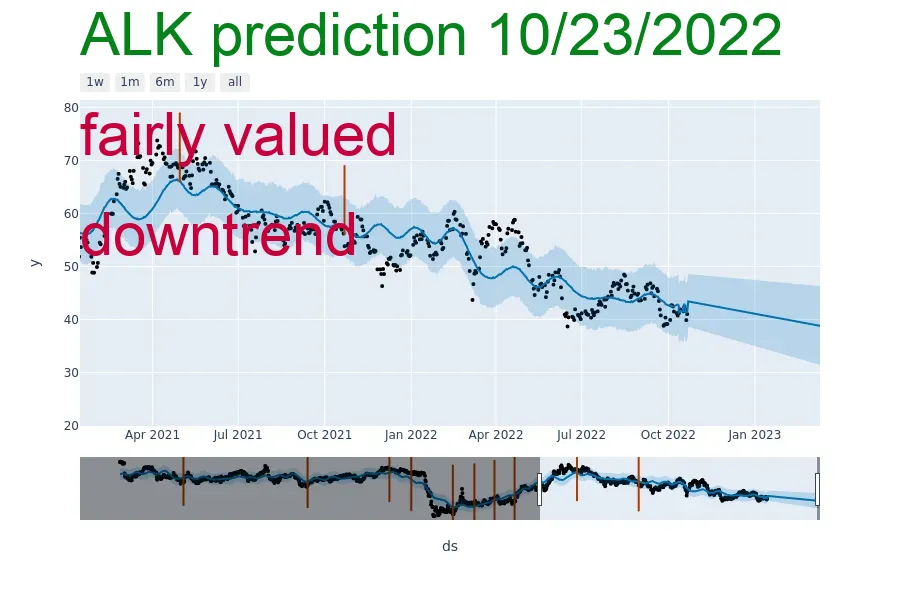 ALK prediction 10/23/2022
1w 1m 6m 1y all
80
fairly valued
70
60
downtrend
y
50
40
30
20
Apr 2021 Jul 2021 Oct 2021 Jan 2022 Apr 2022 Jul 2022 Oct 2022 Jan 2023
ds